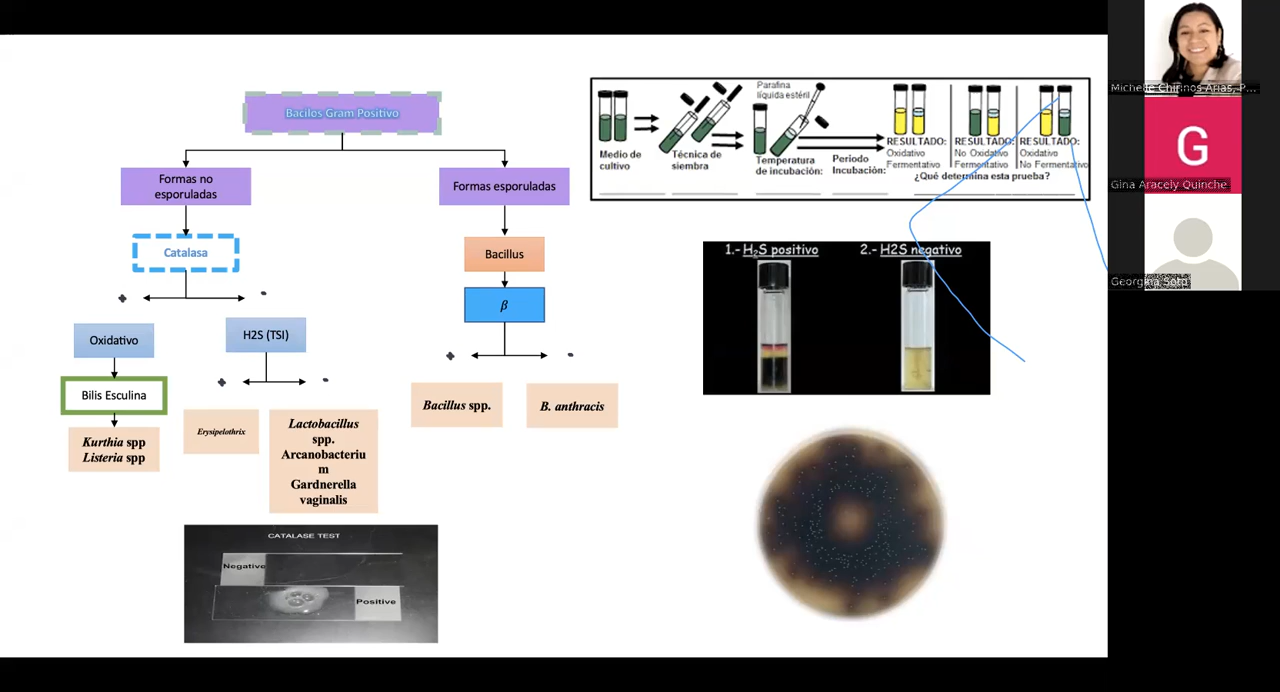 Bacilos Gram Positivo
Formas no
esporuladas
Formas esporuladas
Catalasa
Bacillus
β
+
-
Oxidativo
H2S (TSI)
Bilis Esculina
+
-
+
-
Kurthia spp
Listeria spp
Erysipelothrix
Lactobacillus
spp.
Arcanobacteriu
m
Gardnerella
vaginalis
Bacillus spp.
B. anthracis
CATALASE TEST
Negative
Positive
Parafina
líquida estéril
Medio de
cultivo
Técnica de
siembra
Temperatura
de incubación:
Periodo
Incubación:
RESULTADO:
Oxidativo
Fermentativo
RESULTADO:
No Oxidativo
Fermentativo
RESULTADO:
Oxidativo
No Fermentativo
¿Qué determina esta prueba?
1.- H₂S positivo
2.- H2S negativo
Michelle Chirinos Arias, P...
G
Gina Aracely Quinche
Georgina Soto